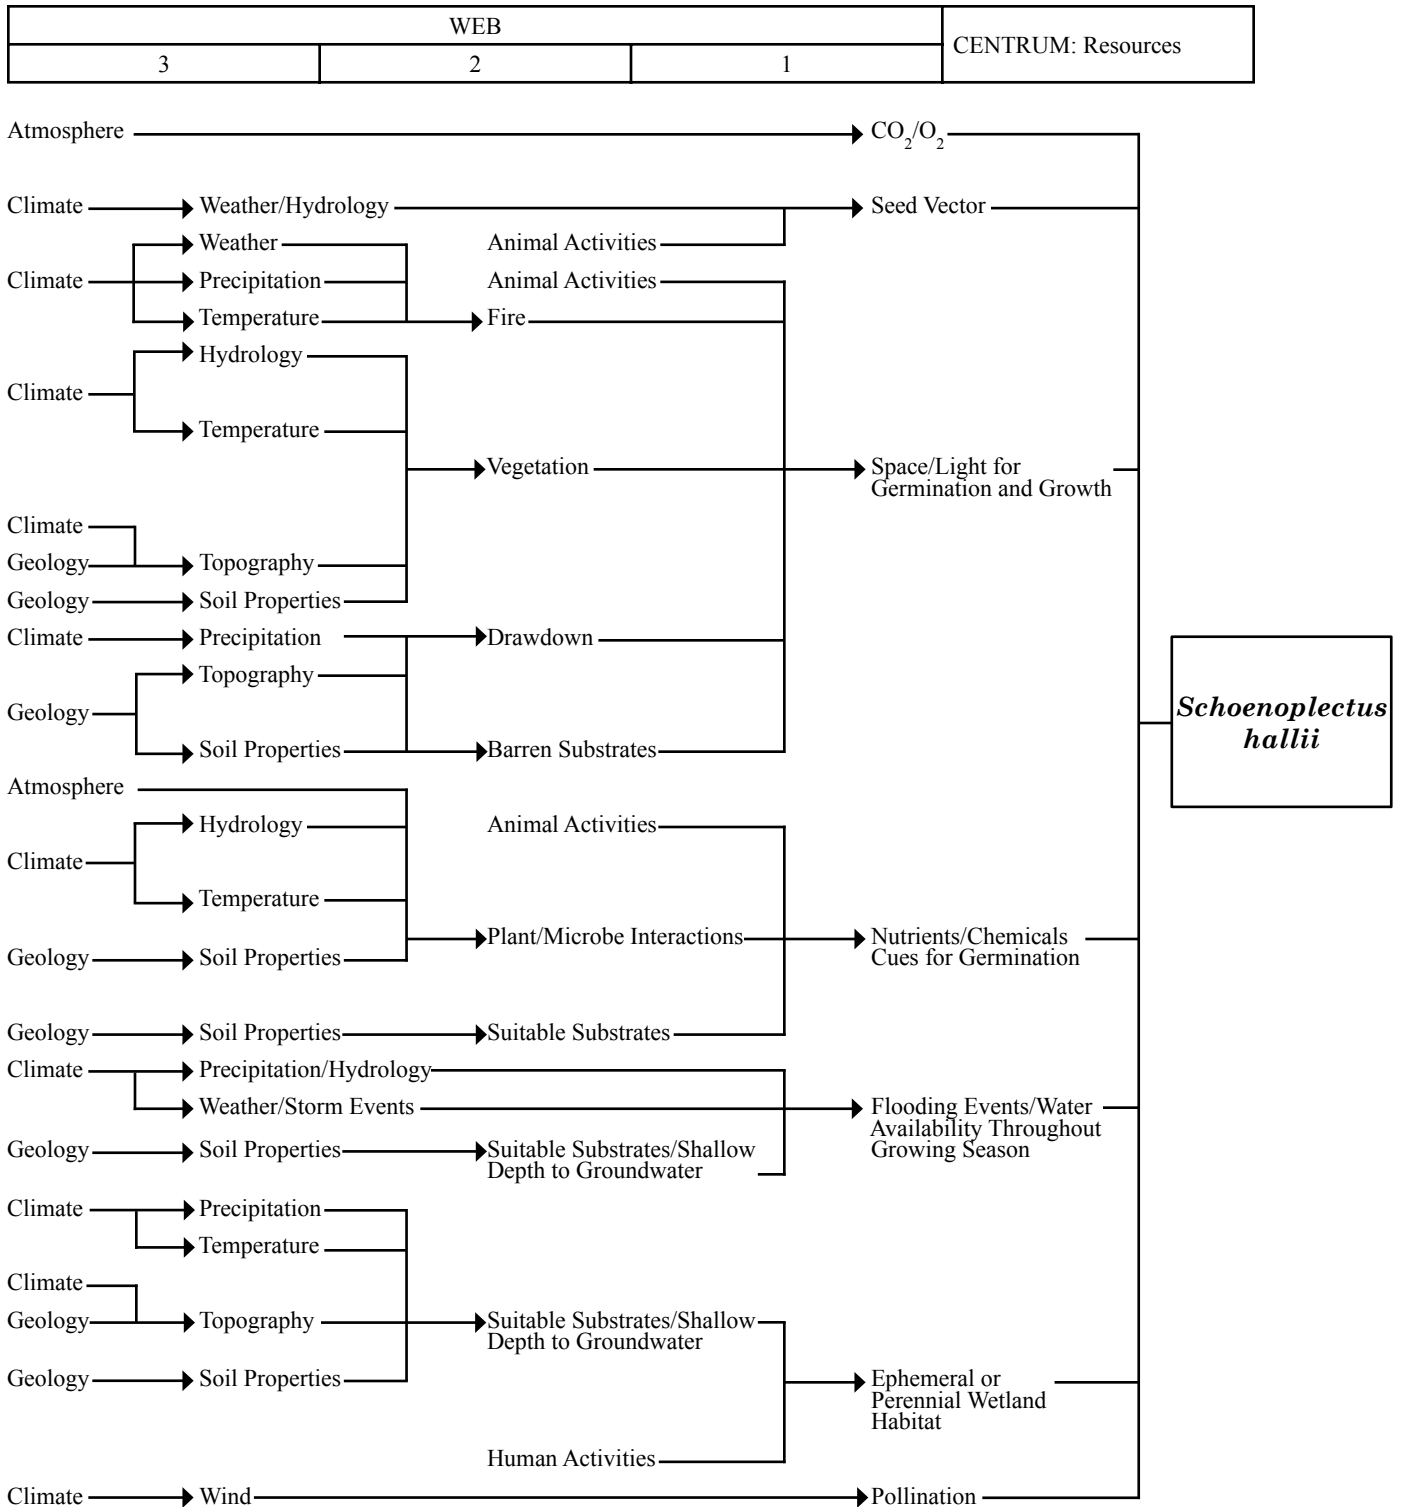 WEB
CENTRUM: Resources
3 2 1
Atmosphere CO2/O2
Climate Weather/Hydrology Seed Vector
Weather Animal Activities
Climate Precipitation Animal Activities
Temperature Fire
Hydrology
Climate
Temperature
Vegetation Space/Light for
Germination and Growth
Climate
Geology Topography
Geology Soil Properties
Climate Precipitation Drawdown
Topography
Geology
Schoenoplectus
hallii
Soil Properties Barren Substrates
Atmosphere
Hydrology Animal Activities
Climate
Temperature
Plant/Microbe Interactions Nutrients/Chemicals
Cues for Germination
Geology Soil Properties
Geology Soil Properties Suitable Substrates
Climate Precipitation/Hydrology
Weather/Storm Events Flooding Events/Water
Availability Throughout
Growing Season
Geology Soil Properties Suitable Substrates/Shallow
Depth to Groundwater
Climate Precipitation
Temperature
Climate
Geology Topography Suitable Substrates/Shallow
Depth to Groundwater
Geology Soil Properties Ephemeral or
Perennial Wetland
Habitat
Human Activities
Climate Wind Pollination